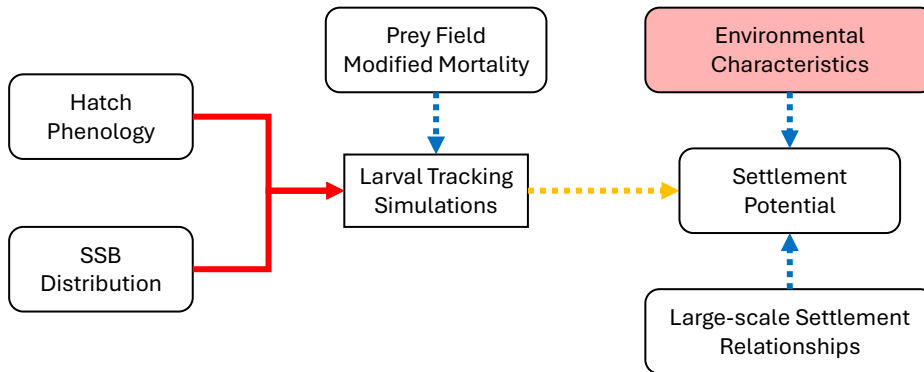 Prey Field
Modified Mortality
Environmental
Characteristics
Hatch
Phenology
Larval Tracking
Simulations
Settlement
Potential
SSB
Distribution
Large-scale Settlement
Relationships